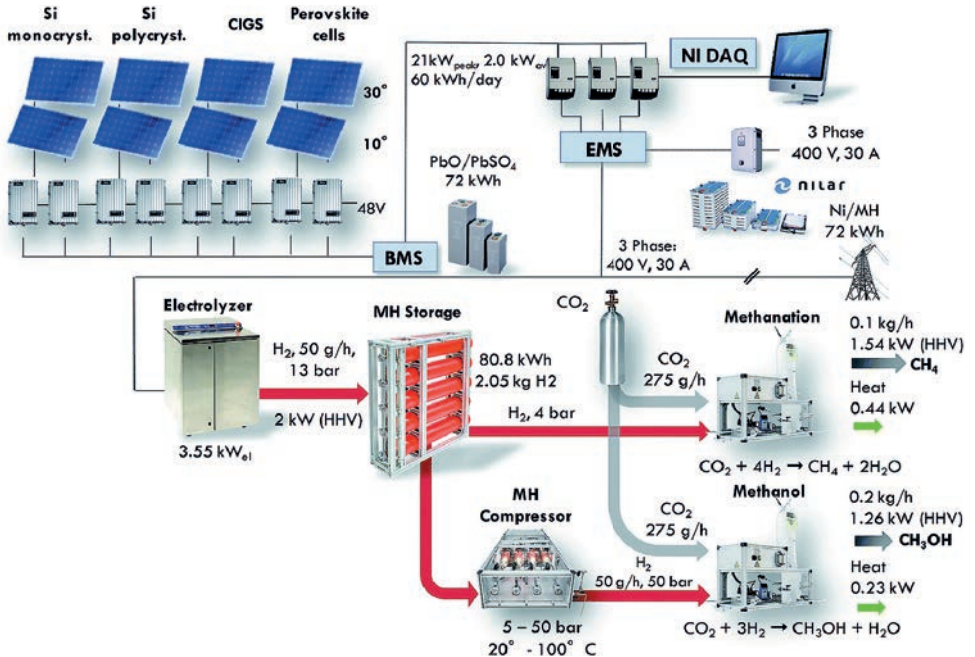 Si
monocryst.
Si
polycryst.
CIGS
Perovskite
cells
30°
10°
48V
21kWpeak, 2.0 kWav
60 kWh/day
NI DAQ
EMS
3 Phase
400 V, 30 A
nilar
Ni/MH
72 kWh
PbO/PbSO4
72 kWh
BMS
3 Phase:
400 V, 30 A
Electrolyzer
H2, 50 g/h,
13 bar
2 kW (HHV)
3.55 kWel
MH Storage
80.8 kWh
2.05 kg H2
H2, 4 bar
CO2
CO2
275 g/h
Methanation
0.1 kg/h
1.54 kW (HHV)
CH4
Heat
0.44 kW
CO2 + 4H2 → CH4 + 2H2O
MH
Compressor
5 – 50 bar
20° - 100° C
CO2
275 g/h
H2
50 g/h, 50 bar
Methanol
0.2 kg/h
1.26 kW (HHV)
CH3OH
Heat
0.23 kW
CO2 + 3H2 → CH3OH + H2O